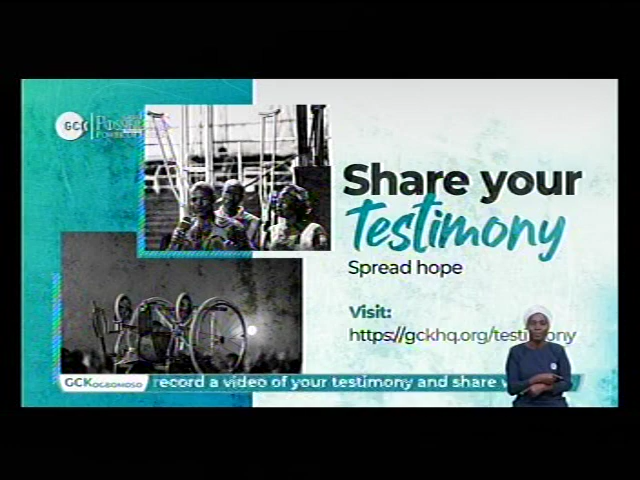 GCK
Share your
testimony
Spread hope
Visit:
https://gckhq.org/testimony
GCK OGBOMOSO record a video of your testimony and share